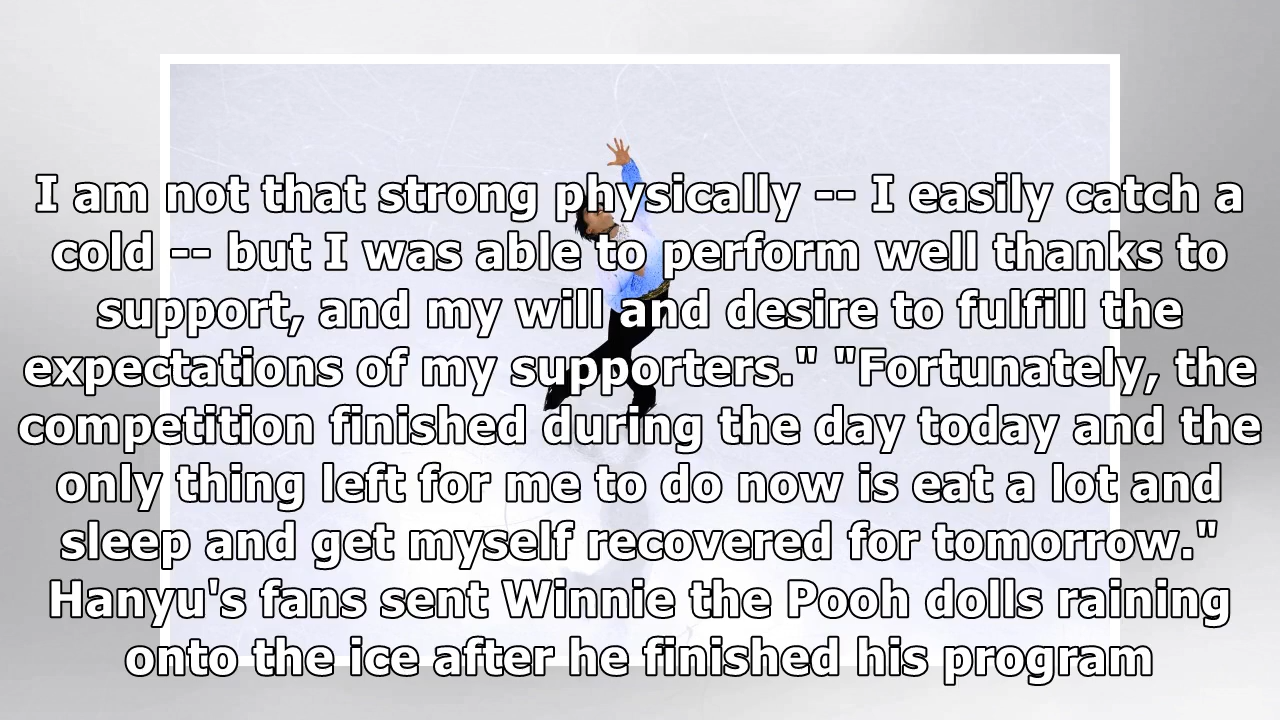 I am not that strong physically -- I easily catch a
cold -- but I was able to perform well thanks to
support, and my will and desire to fulfill the
expectations of my supporters." "Fortunately, the
competition finished during the day today and the
only thing left for me to do now is eat a lot and
sleep and get myself recovered for tomorrow."
Hanyu's fans sent Winnie the Pooh dolls raining
onto the ice after he finished his program